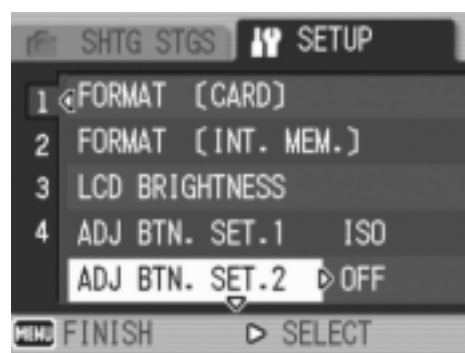 SHTG STGS SETUP
1 FORMAT [CARD]
2 FORMAT [INT. MEM.]
3 LCD BRIGHTNESS
4 ADJ BTN. SET.1 ISO
ADJ BTN. SET.2 OFF
MENU FINISH SELECT